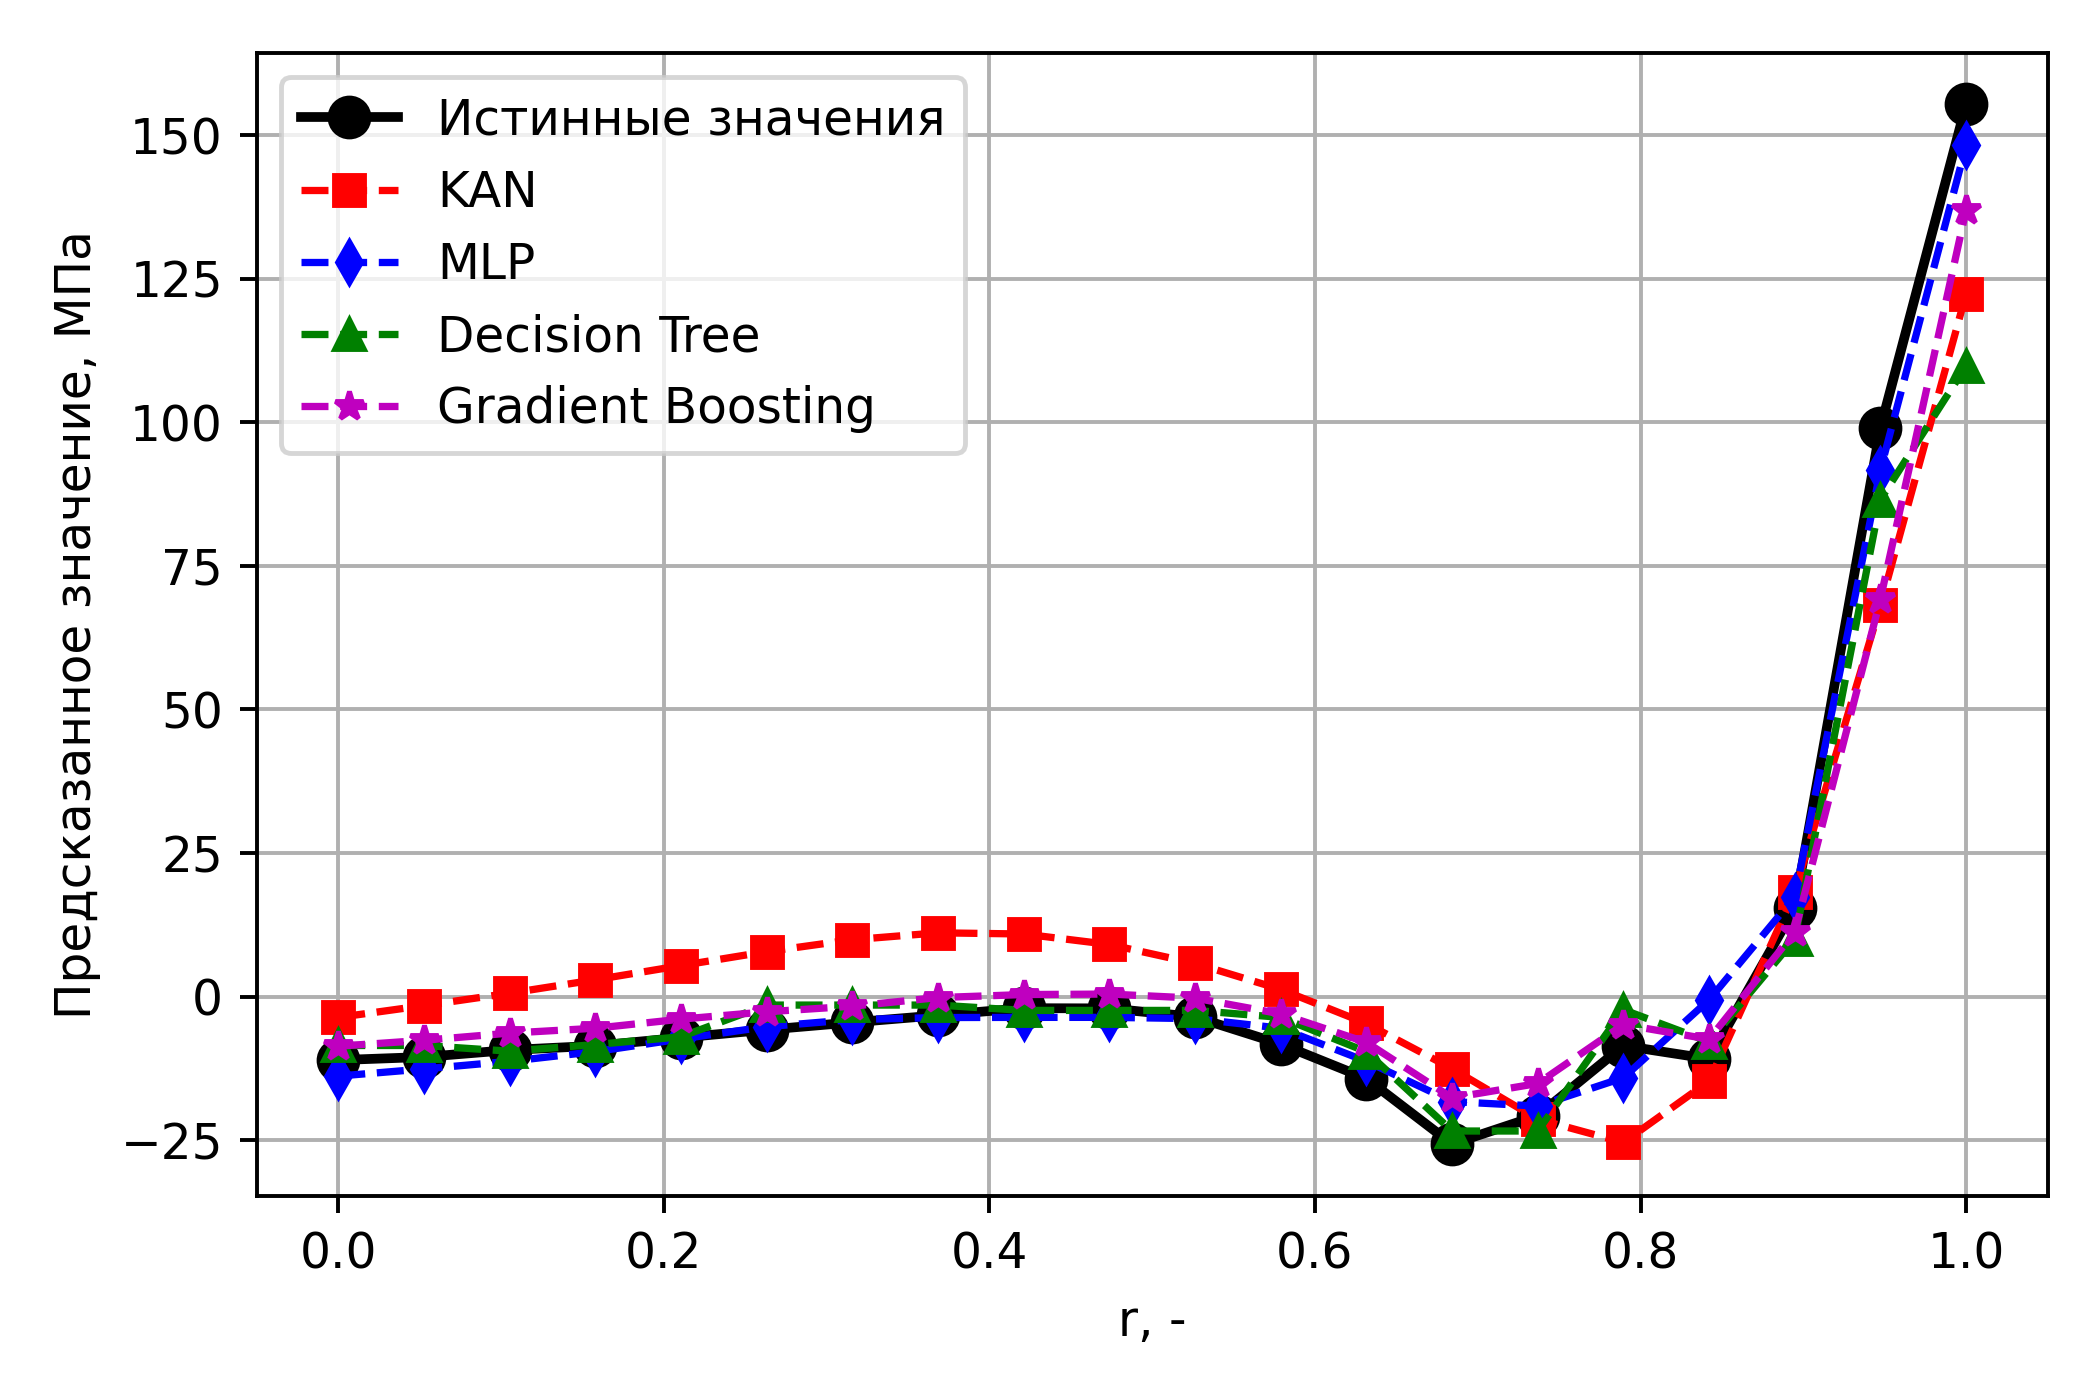 Истинные значения
KAN
MLP
Decision Tree
Gradient Boosting
Предсказанное значение, МПа
150
125
100
75
50
25
0
−25
0.0 0.2 0.4 0.6 0.8 1.0
r, -